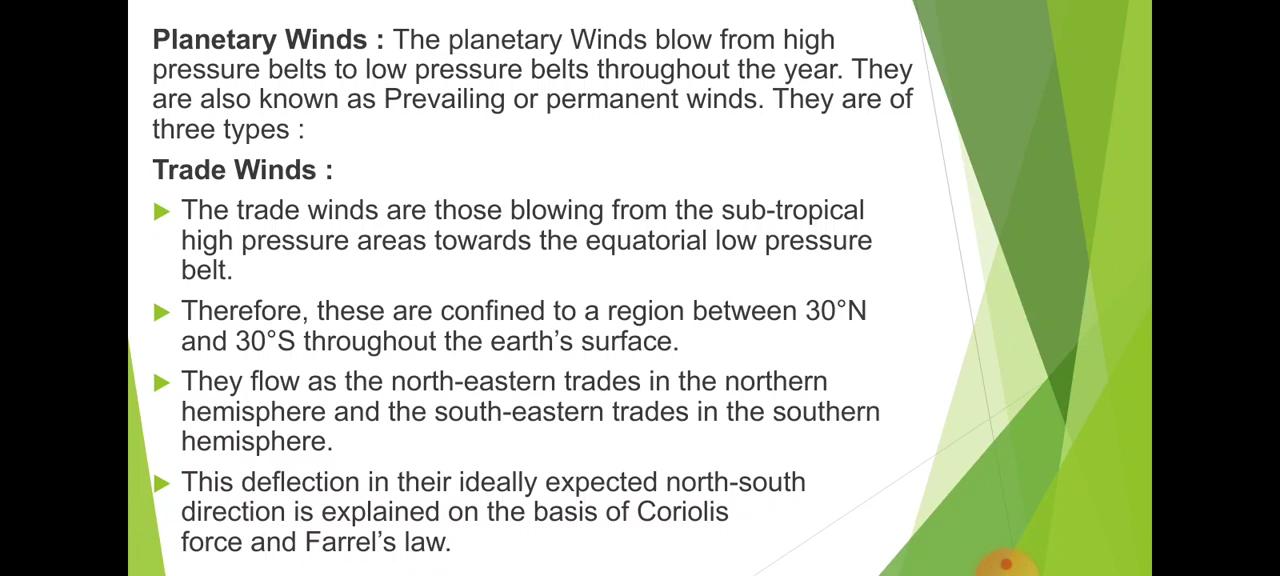 Planetary Winds : The planetary Winds blow from high
pressure belts to low pressure belts throughout the year. They
are also known as Prevailing or permanent winds. They are of
three types :
Trade Winds :
The trade winds are those blowing from the sub-tropical
high pressure areas towards the equatorial low pressure
belt.
Therefore, these are confined to a region between 30°N
and 30°S throughout the earth's surface.
They flow as the north-eastern trades in the northern
hemisphere and the south-eastern trades in the southern
hemisphere.
This deflection in their ideally expected north-south
direction is explained on the basis of Coriolis
force and Farrel's law.